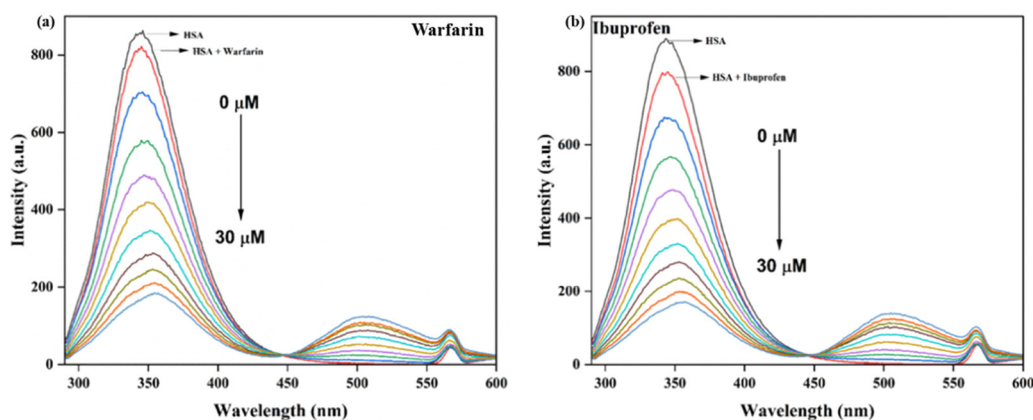 (a)
Warfarin
HSA
HSA + Warfarin
0 μM
30 μM
800
600
400
200
0
Intensity (a.u.)
300 350 400 450 500 550 600
Wavelength (nm)
(b)
Ibuprofen
HSA
HSA + Ibuprofen
0 μM
30 μM
800
600
400
200
0
Intensity (a.u.)
300 350 400 450 500 550 600
Wavelength (nm)